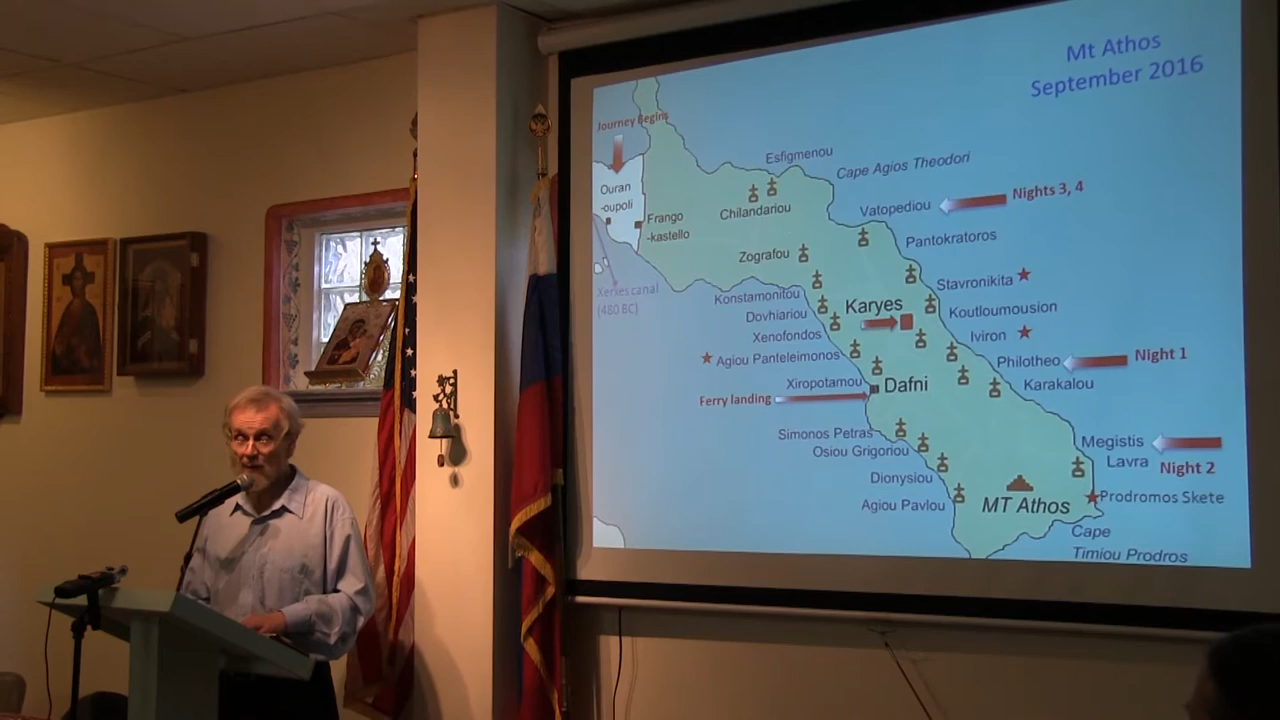 Mt Athos
September 2016
Journey Begins
Ouran
-oupoli
Frango
-kastello
Xerxes canal
(480 BC)
Esfigmenou
Cape Agios Theodori
Chilandariou
Vatopediou
Nights 3, 4
Zografou
Pantokratoros
Konstamonitou
Stavronikita
Dovhiariou
Karyes
Koutloumousion
Xenofondos
Iviron
Agiou Panteleimonos
Philotheo
Night 1
Xiropotamou
Dafni
Karakalou
Ferry landing
Simonos Petras
Osiou Grigoriou
Megistis
Lavra
Night 2
Dionysiou
Agiou Pavlou
MT Athos
Prodromos Skete
Cape
Timiou Prodros